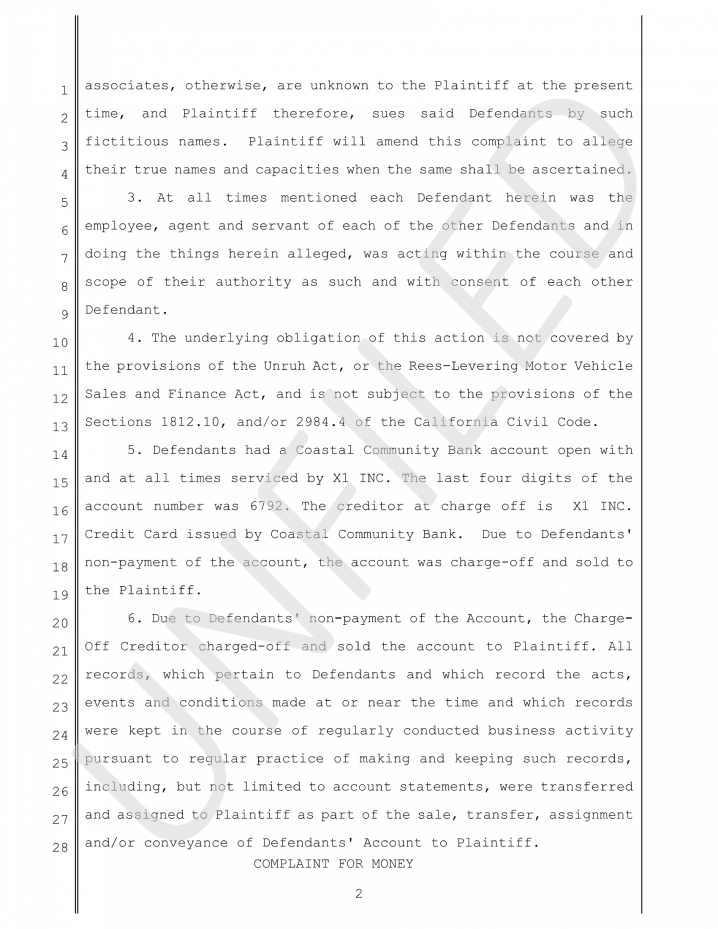 1 associates, otherwise, are unknown to the Plaintiff at the present
2 time, and Plaintiff therefore, sues said Defendants by such
3 fictitious names. Plaintiff will amend this complaint to allege
4 their true names and capacities when the same shall be ascertained.
5 3. At all times mentioned each Defendant herein was the
6 employee, agent and servant of each of the other Defendants and in
7 doing the things herein alleged, was acting within the course and
8 scope of their authority as such and with consent of each other
9 Defendant.
10 4. The underlying obligation of this action is not covered by
11 the provisions of the Unruh Act, or the Rees-Levering Motor Vehicle
12 Sales and Finance Act, and is not subject to the provisions of the
13 Sections 1812.10, and/or 2984.4 of the California Civil Code.
14 5. Defendants had a Coastal Community Bank account open with
15 and at all times serviced by X1 INC. The last four digits of the
16 account number was 6792. The creditor at charge off is X1 INC.
17 Credit Card issued by Coastal Community Bank. Due to Defendants'
18 non-payment of the account, the account was charge-off and sold to
19 the Plaintiff.
20 6. Due to Defendants' non-payment of the Account, the Charge-
21 Off Creditor charged-off and sold the account to Plaintiff. All
22 records, which pertain to Defendants and which record the acts,
23 events and conditions made at or near the time and which records
24 were kept in the course of regularly conducted business activity
25 pursuant to regular practice of making and keeping such records,
26 including, but not limited to account statements, were transferred
27 and assigned to Plaintiff as part of the sale, transfer, assignment
28 and/or conveyance of Defendants' Account to Plaintiff.
COMPLAINT FOR MONEY
2
UNFILED